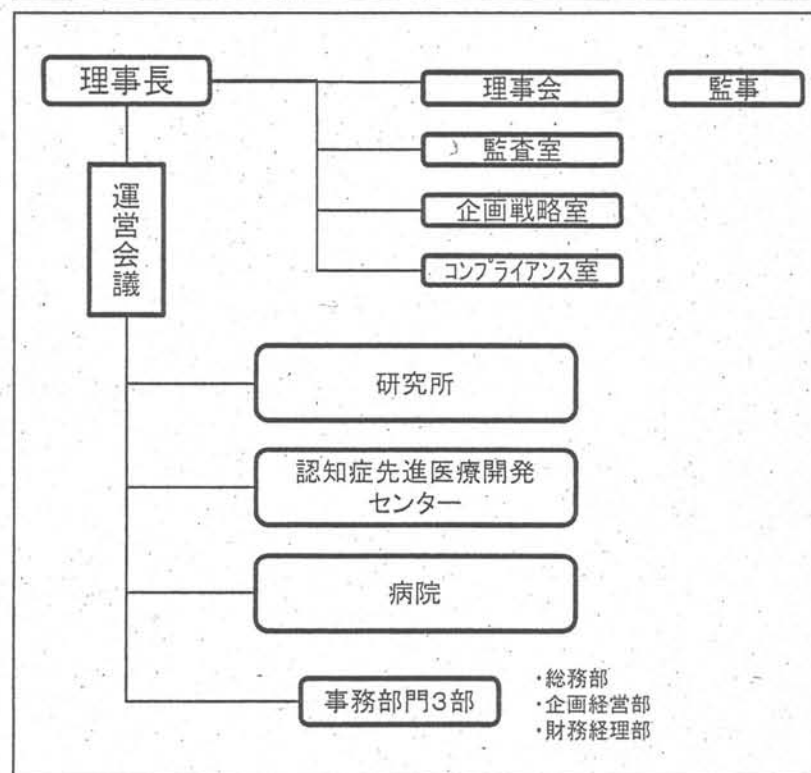 理事長
理事会
監事
監査室
運営会議
企画戦略室
コンプライアンス室
研究所
認知症先進医療開発
センター
病院
事務部門3部
・総務部
・企画経営部
・財務経理部